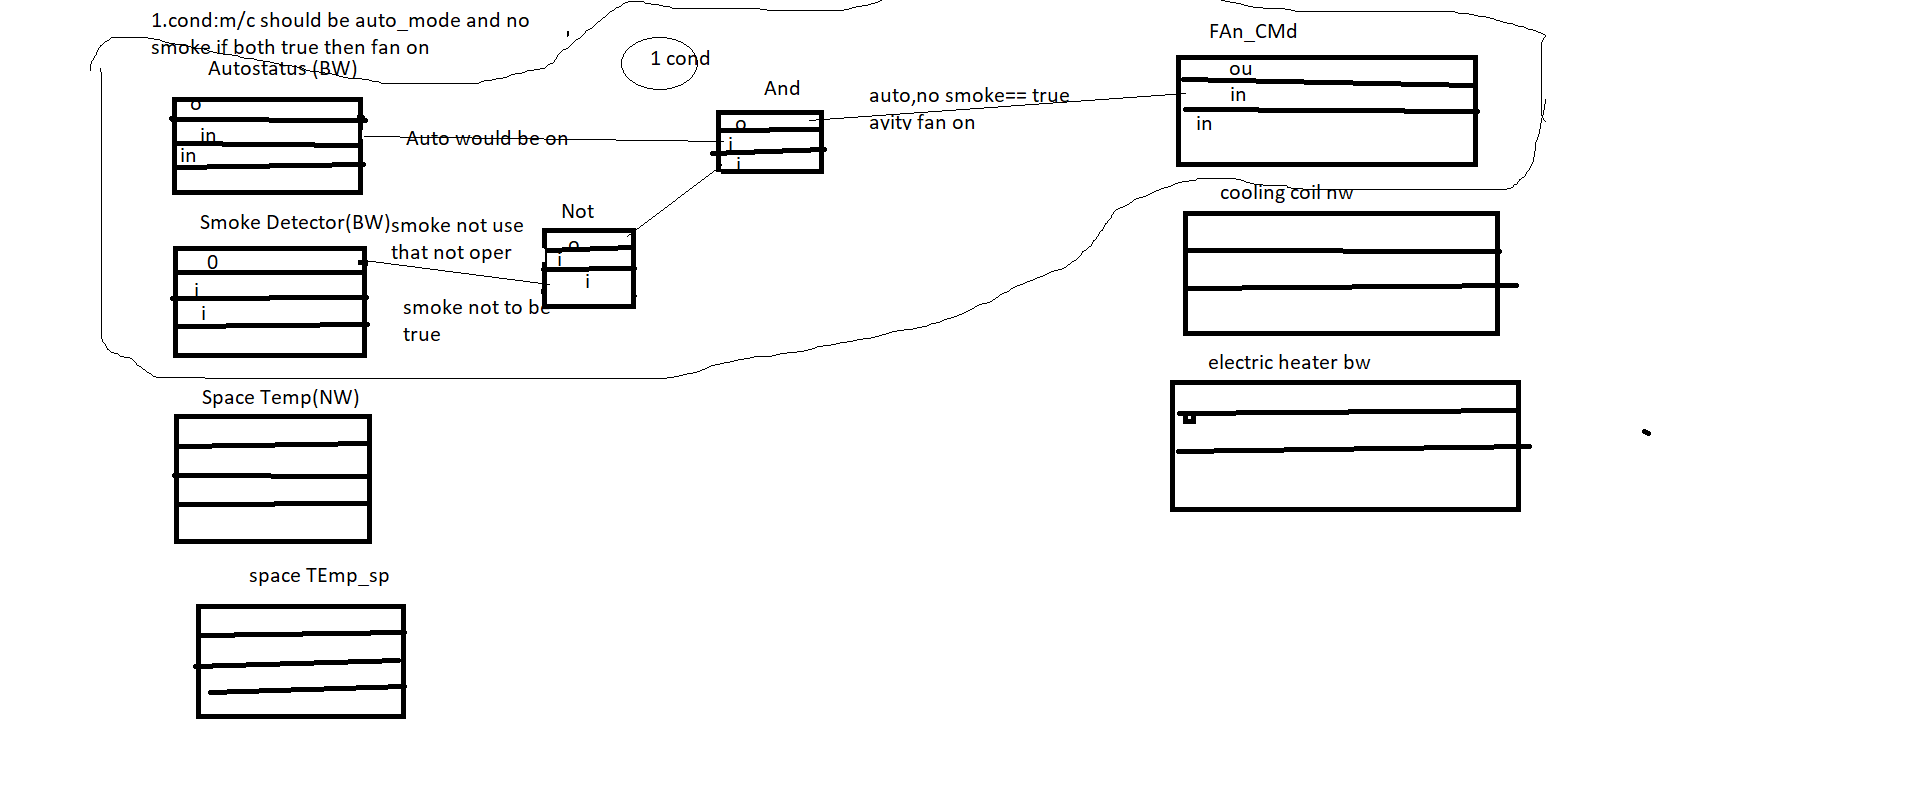 1.cond:m/c should be auto_mode and no
smoke if both true then fan on
Autostatus (BW)
o
in
in
Auto would be on
1 cond
And
o
i
i
auto,no smoke== true
avitv fan on
FAn_CMd
ou
in
in
Smoke Detector(BW)
0
i
i
smoke not use
that not oper
smoke not to be
true
Not
o
i
i
cooling coil nw
electric heater bw
Space Temp(NW)
space TEmp_sp